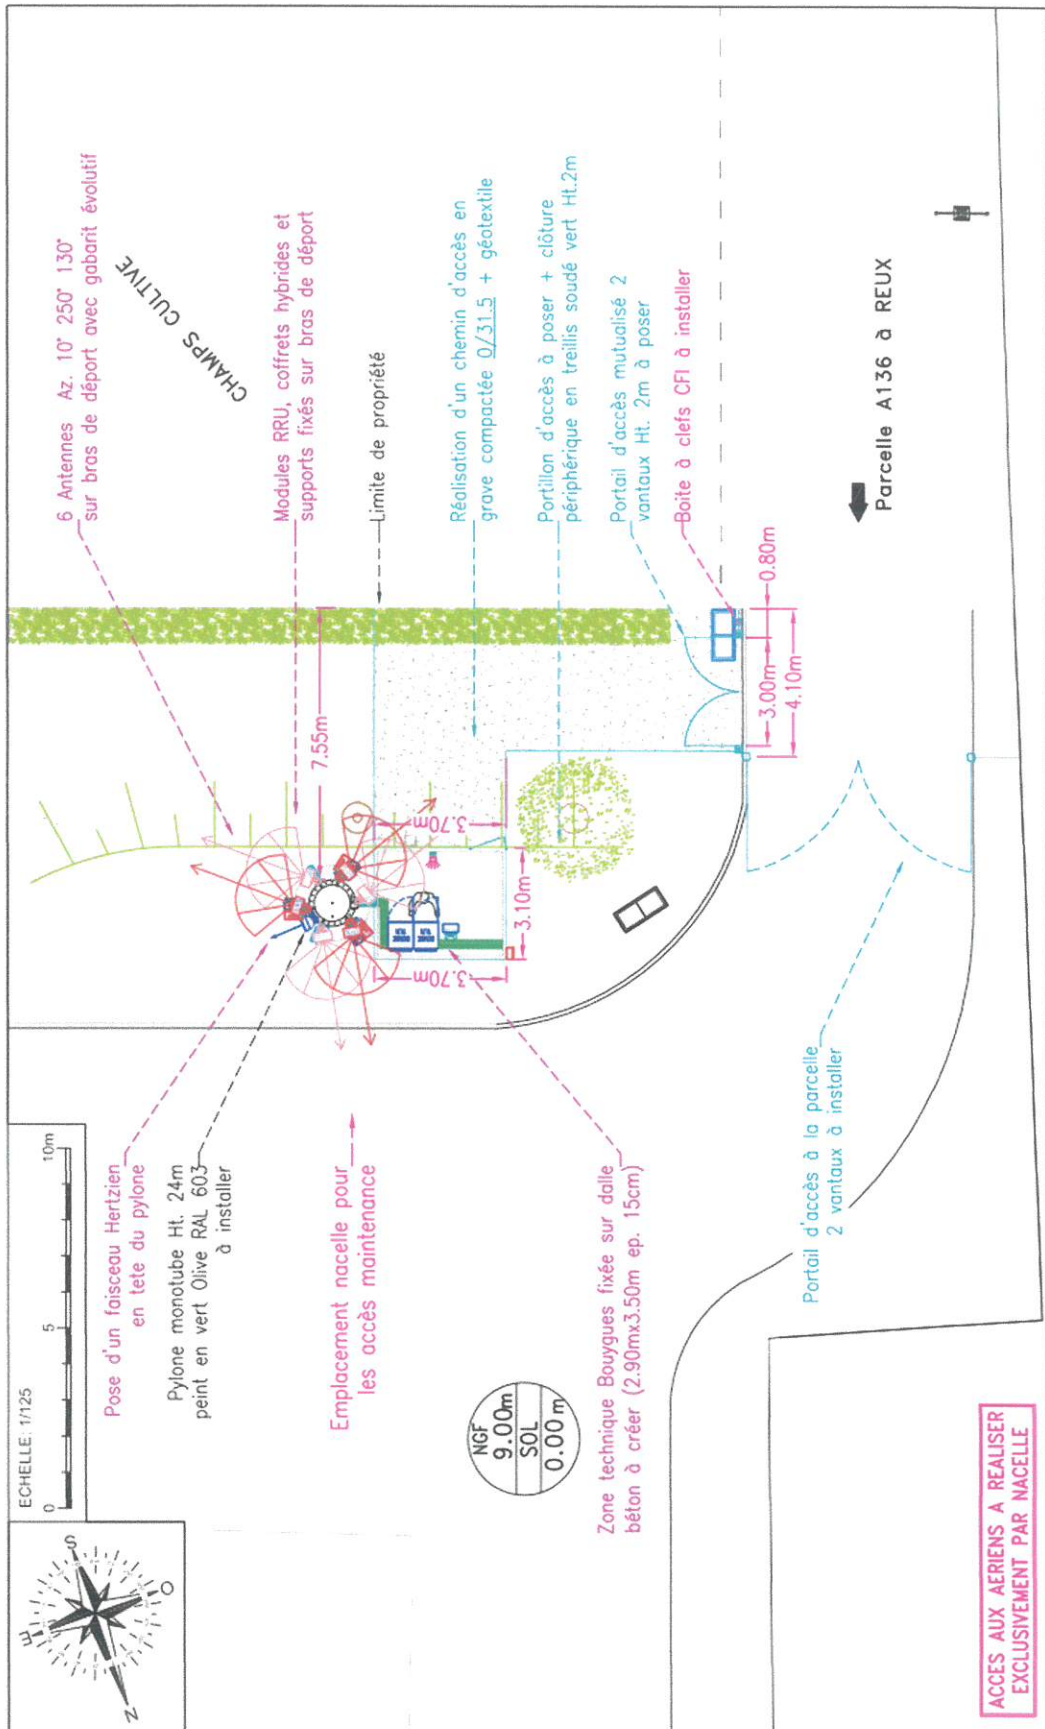 ECHELLE: 1/125
0
5
10m
N
E
S
O
Pose d'un faisceau Hertzien
en tete du pylone
Pylone monotube Ht. 24m
peint en vert Olive RAL 603
à installer
Emplacement nacelle pour
les accès maintenance
NGF
9.00m
SOL
0.00 m
Zone technique Bouygues fixée sur dalle
béton à créer (2.90mx3.50m ep. 15cm)
6 Antennes Az. 10° 250° 130°
sur bras de déport avec gabarit évolutif
CHAMPS CULTIVE
Modules RRU, coffrets hybrides et
supports fixés sur bras de déport
Limite de propriété
Réalisation d'un chemin d'accès en
grave compactée 0/31.5 + géotextile
Portillon d'accès à poser + clôture
périphérique en treillis soudé vert Ht.2m
Portail d'accès mutualisé 2
vantaux Ht. 2m à poser
Boite à clefs CFI à installer
7.55m
3.70m
3.70m
3.10m
0.80m
3.00m
4.10m
Parcelle A136 à REUX
Portail d'accès à la parcelle
2 vantaux à installer
ACCES AUX AERIENS A REALISER
EXCLUSIVEMENT PAR NACELLE